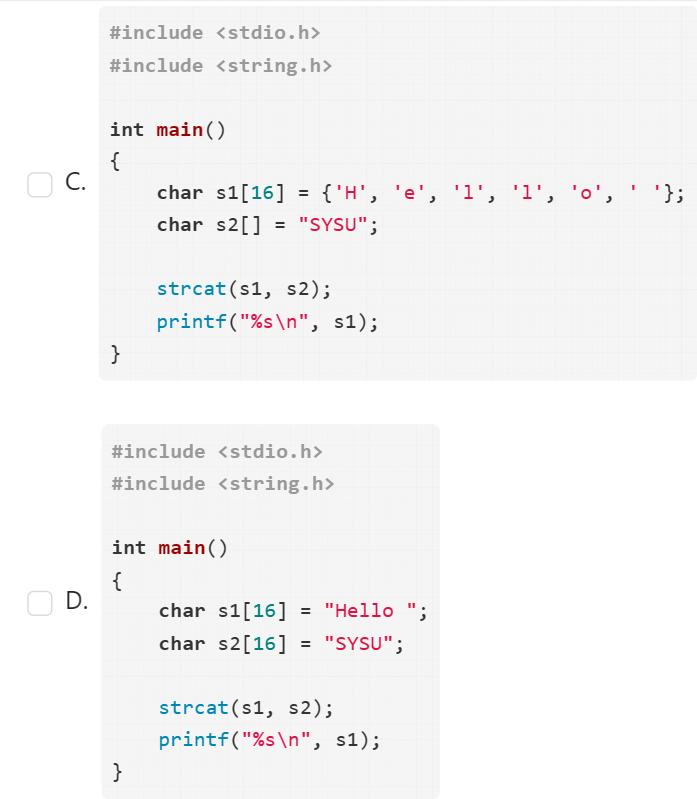 C.
#include <stdio.h>
#include <string.h>

int main()
{
    char s1[16] = {'H', 'e', 'l', 'l', 'o', ' '};
    char s2[] = "SYSU";

    strcat(s1, s2);
    printf("%s\n", s1);
}
D.
#include <stdio.h>
#include <string.h>

int main()
{
    char s1[16] = "Hello ";
    char s2[16] = "SYSU";

    strcat(s1, s2);
    printf("%s\n", s1);
}